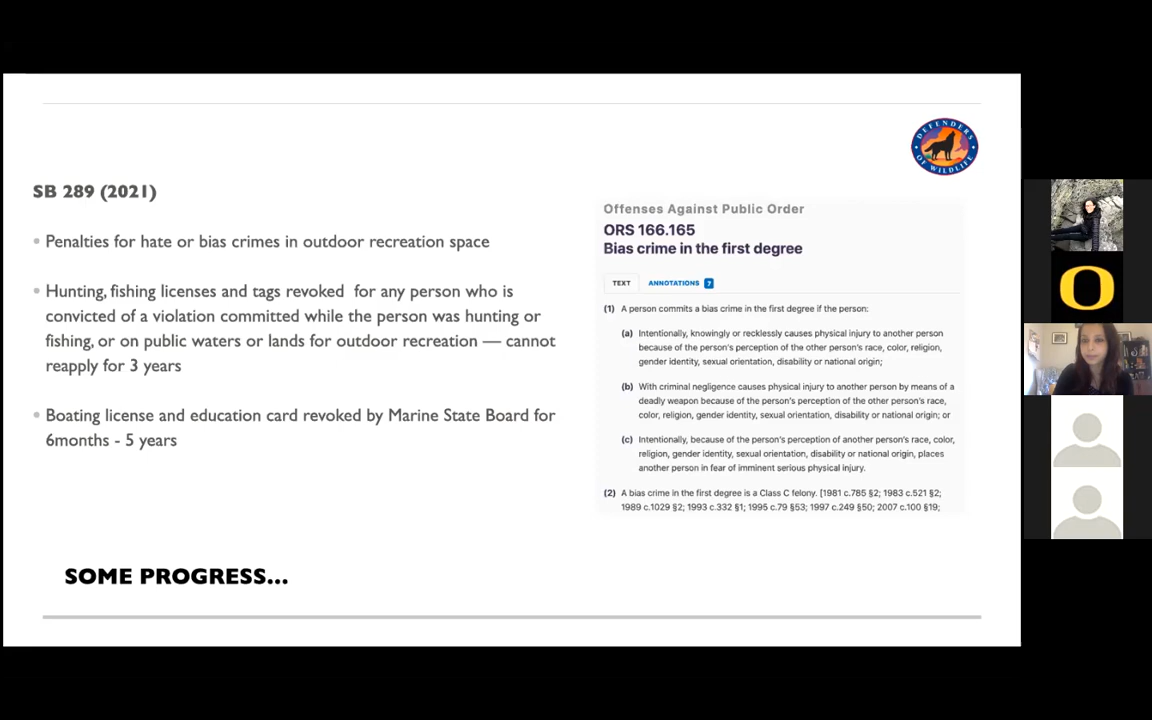 DEFENDERS OF WILDLIFE
SB 289 (2021)
• Penalties for hate or bias crimes in outdoor recreation space
• Hunting, fishing licenses and tags revoked for any person who is
convicted of a violation committed while the person was hunting or
fishing, or on public waters or lands for outdoor recreation — cannot
reapply for 3 years
• Boating license and education card revoked by Marine State Board for
6months - 5 years
Offenses Against Public Order
ORS 166.165
Bias crime in the first degree
TEXT ANNOTATIONS 7
(1) A person commits a bias crime in the first degree if the person:
(a) Intentionally, knowingly or recklessly causes physical injury to another person
because of the person's perception of the other person's race, color, religion,
gender identity, sexual orientation, disability or national origin;
(b) With criminal negligence causes physical injury to another person by means of a
deadly weapon because of the person's perception of the other person's race,
color, religion, gender identity, sexual orientation, disability or national origin; or
(c) Intentionally, because of the person's perception of another person's race, color,
religion, gender identity, sexual orientation, disability or national origin, places
another person in fear of imminent serious physical injury.
(2) A bias crime in the first degree is a Class C felony. [1981 c.785 §2; 1983 c.521 §2;
1989 c.1029 §2; 1993 c.332 §1; 1995 c.79 §53; 1997 c.249 §50; 2007 c.100 §19;
SOME PROGRESS...
O